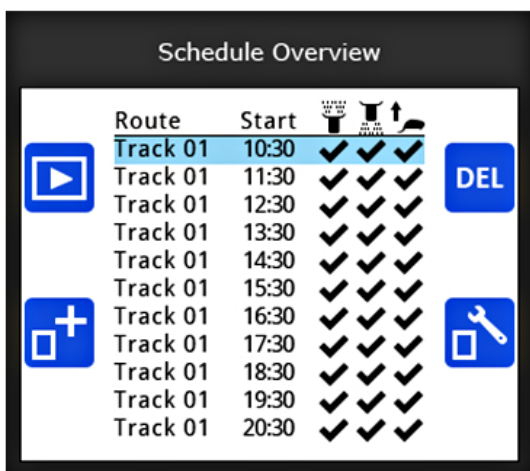 Schedule Overview
Route Start
Track 01 10:30
Track 01 11:30
DEL
Track 01 12:30
Track 01 13:30
Track 01 14:30
Track 01 15:30
Track 01 16:30
Track 01 17:30
Track 01 18:30
Track 01 19:30
Track 01 20:30